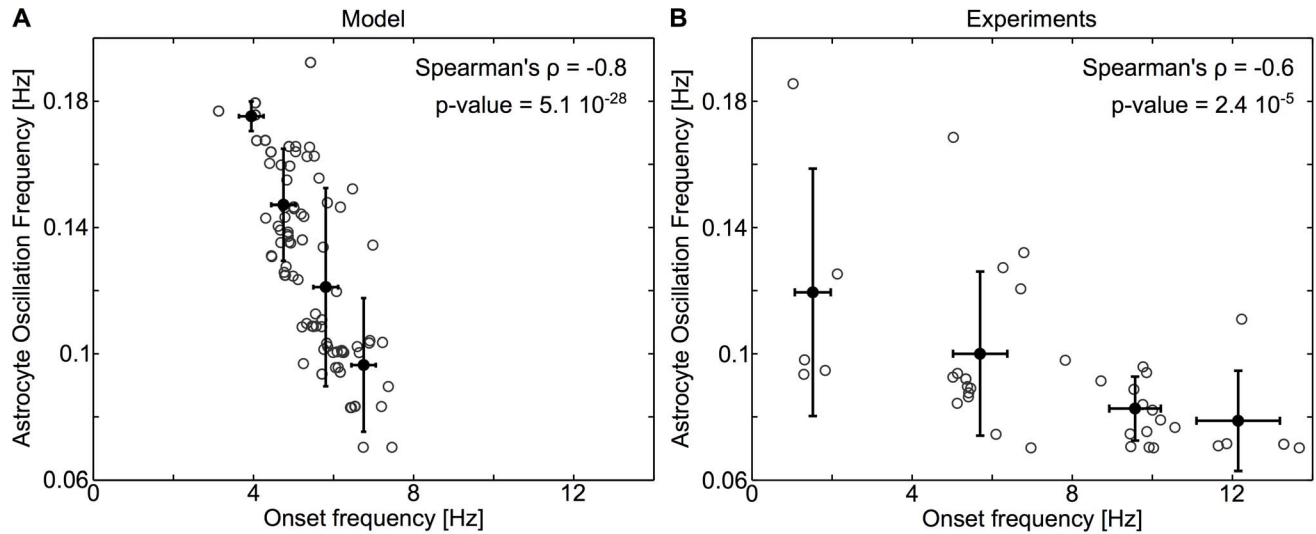 A
Model
Spearman's ρ = -0.8
p-value = 5.1 10⁻²⁸
Astrocyte Oscillation Frequency [Hz]
0.18
0.14
0.1
0.06
0
4
8
12
Onset frequency [Hz]
B
Experiments
Spearman's ρ = -0.6
p-value = 2.4 10⁻⁵
Astrocyte Oscillation Frequency [Hz]
0.18
0.14
0.1
0.06
0
4
8
12
Onset frequency [Hz]